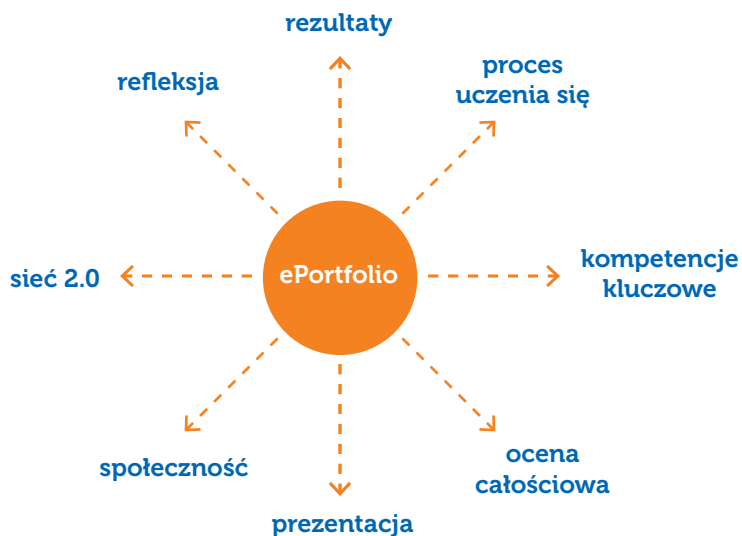 rezultaty
refleksja
proces
uczenia się
sieć 2.0
ePortfolio
kompetencje
kluczowe
społeczność
ocena
całościowa
prezentacja